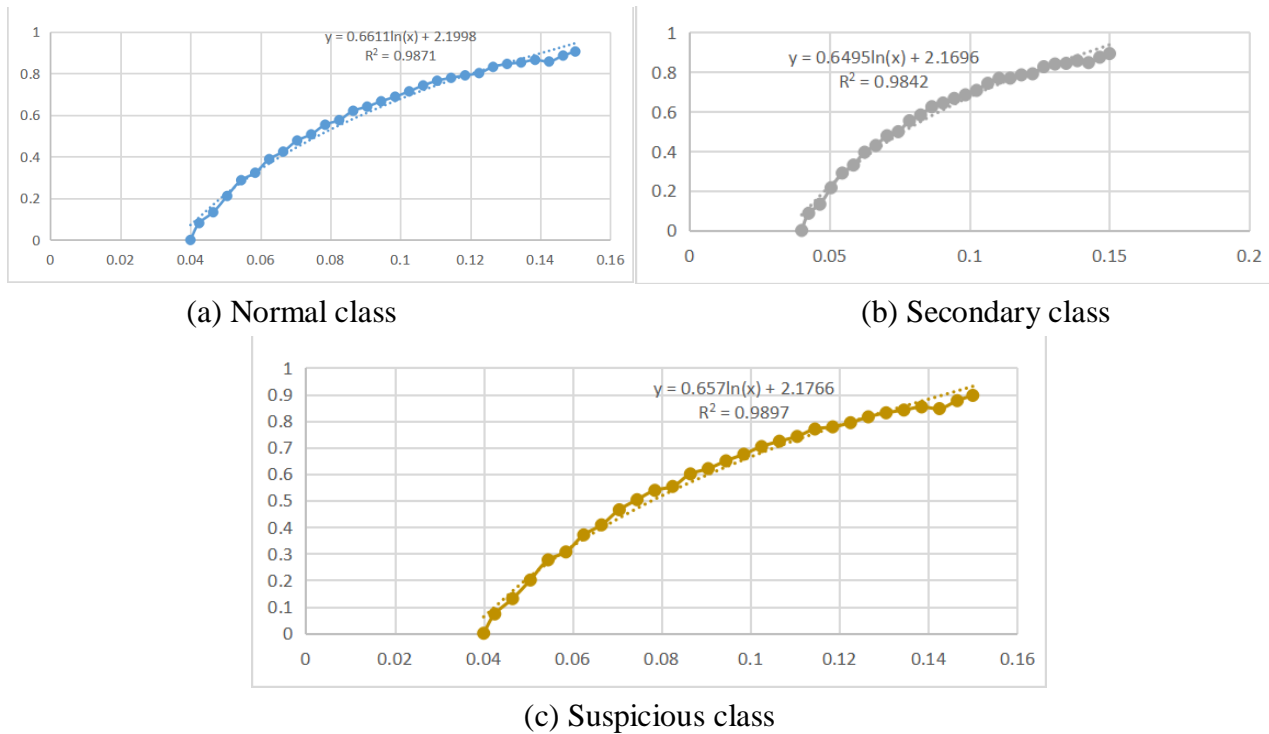 y = 0.6611ln(x) + 2.1998
R² = 0.9871
1
0.8
0.6
0.4
0.2
0
0 0.02 0.04 0.06 0.08 0.1 0.12 0.14 0.16
(a) Normal class
y = 0.6495ln(x) + 2.1696
R² = 0.9842
1
0.8
0.6
0.4
0.2
0
0 0.05 0.1 0.15 0.2
(b) Secondary class
y = 0.657ln(x) + 2.1766
R² = 0.9897
1
0.9
0.8
0.7
0.6
0.5
0.4
0.3
0.2
0.1
0
0 0.02 0.04 0.06 0.08 0.1 0.12 0.14 0.16
(c) Suspicious class